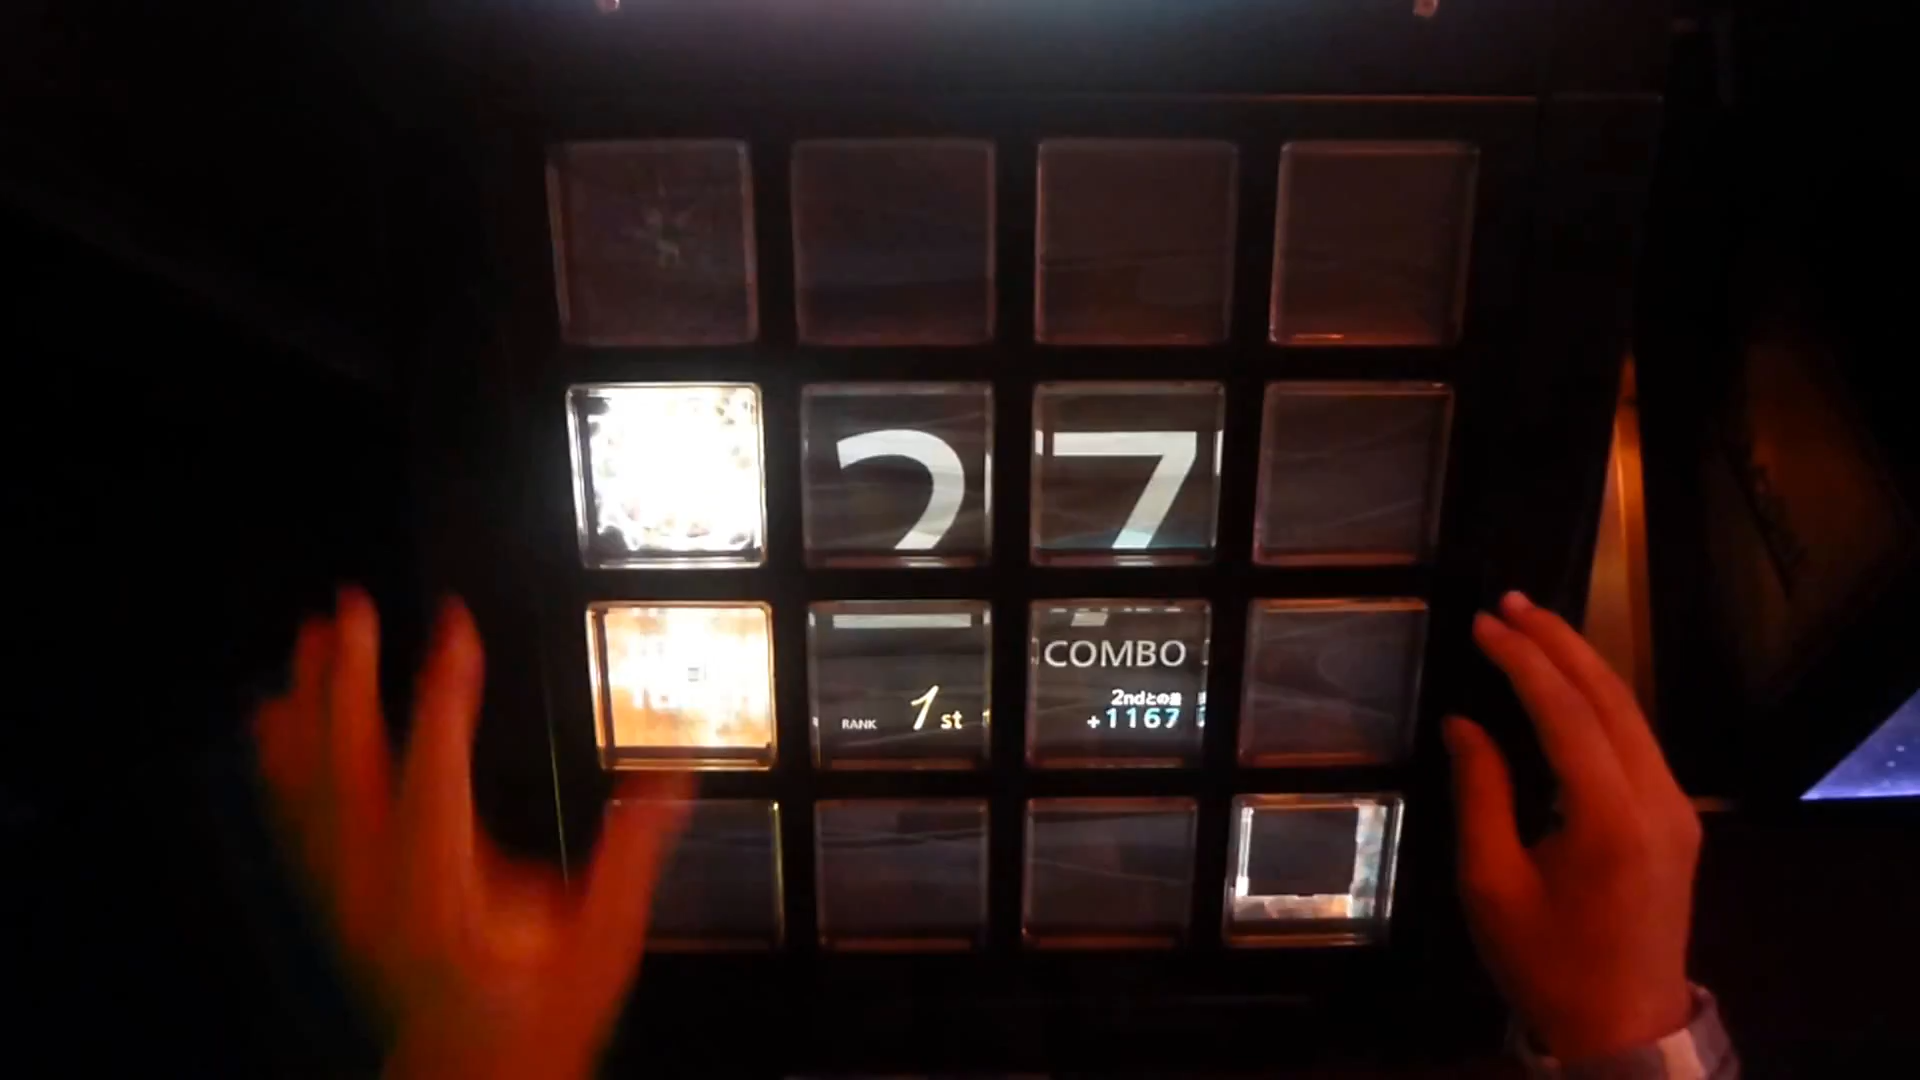 27
COMBO
RANK 1st
2ndとの差
+1167